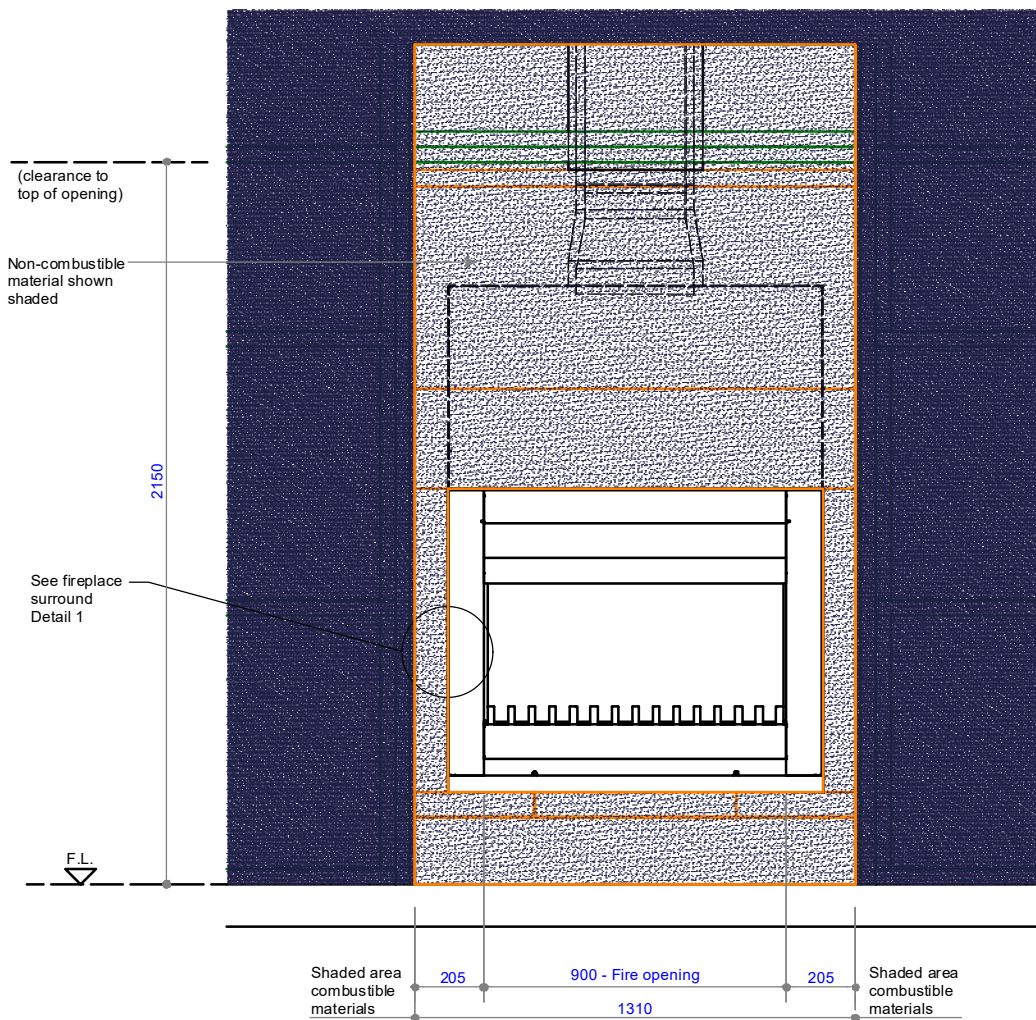 (clearance to
top of opening)
Non-combustible
material shown
shaded
2150
See fireplace
surround
Detail 1
F.L.
Shaded area
combustible
materials
205
900 - Fire opening
205
Shaded area
combustible
materials
1310